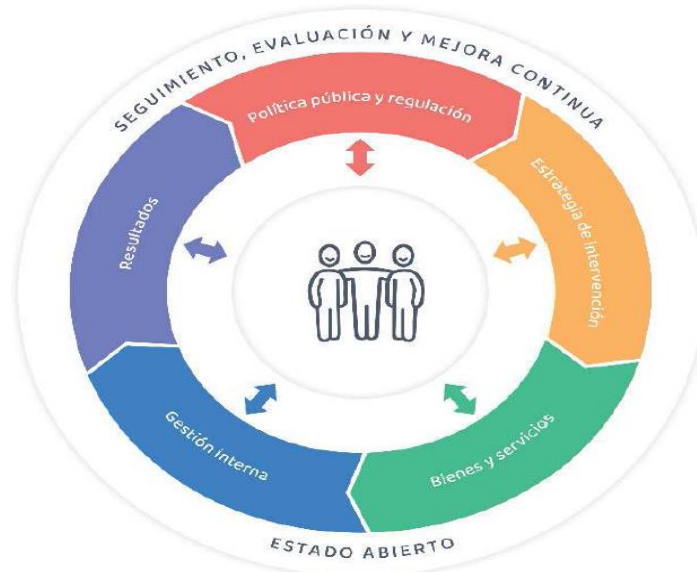 SEGUIMIENTO, EVALUACIÓN Y MEJORA CONTINUA
Política pública y regulación
Estrategia de intervención
Bienes y servicios
Gestión interna
Resultados
ESTADO ABIERTO